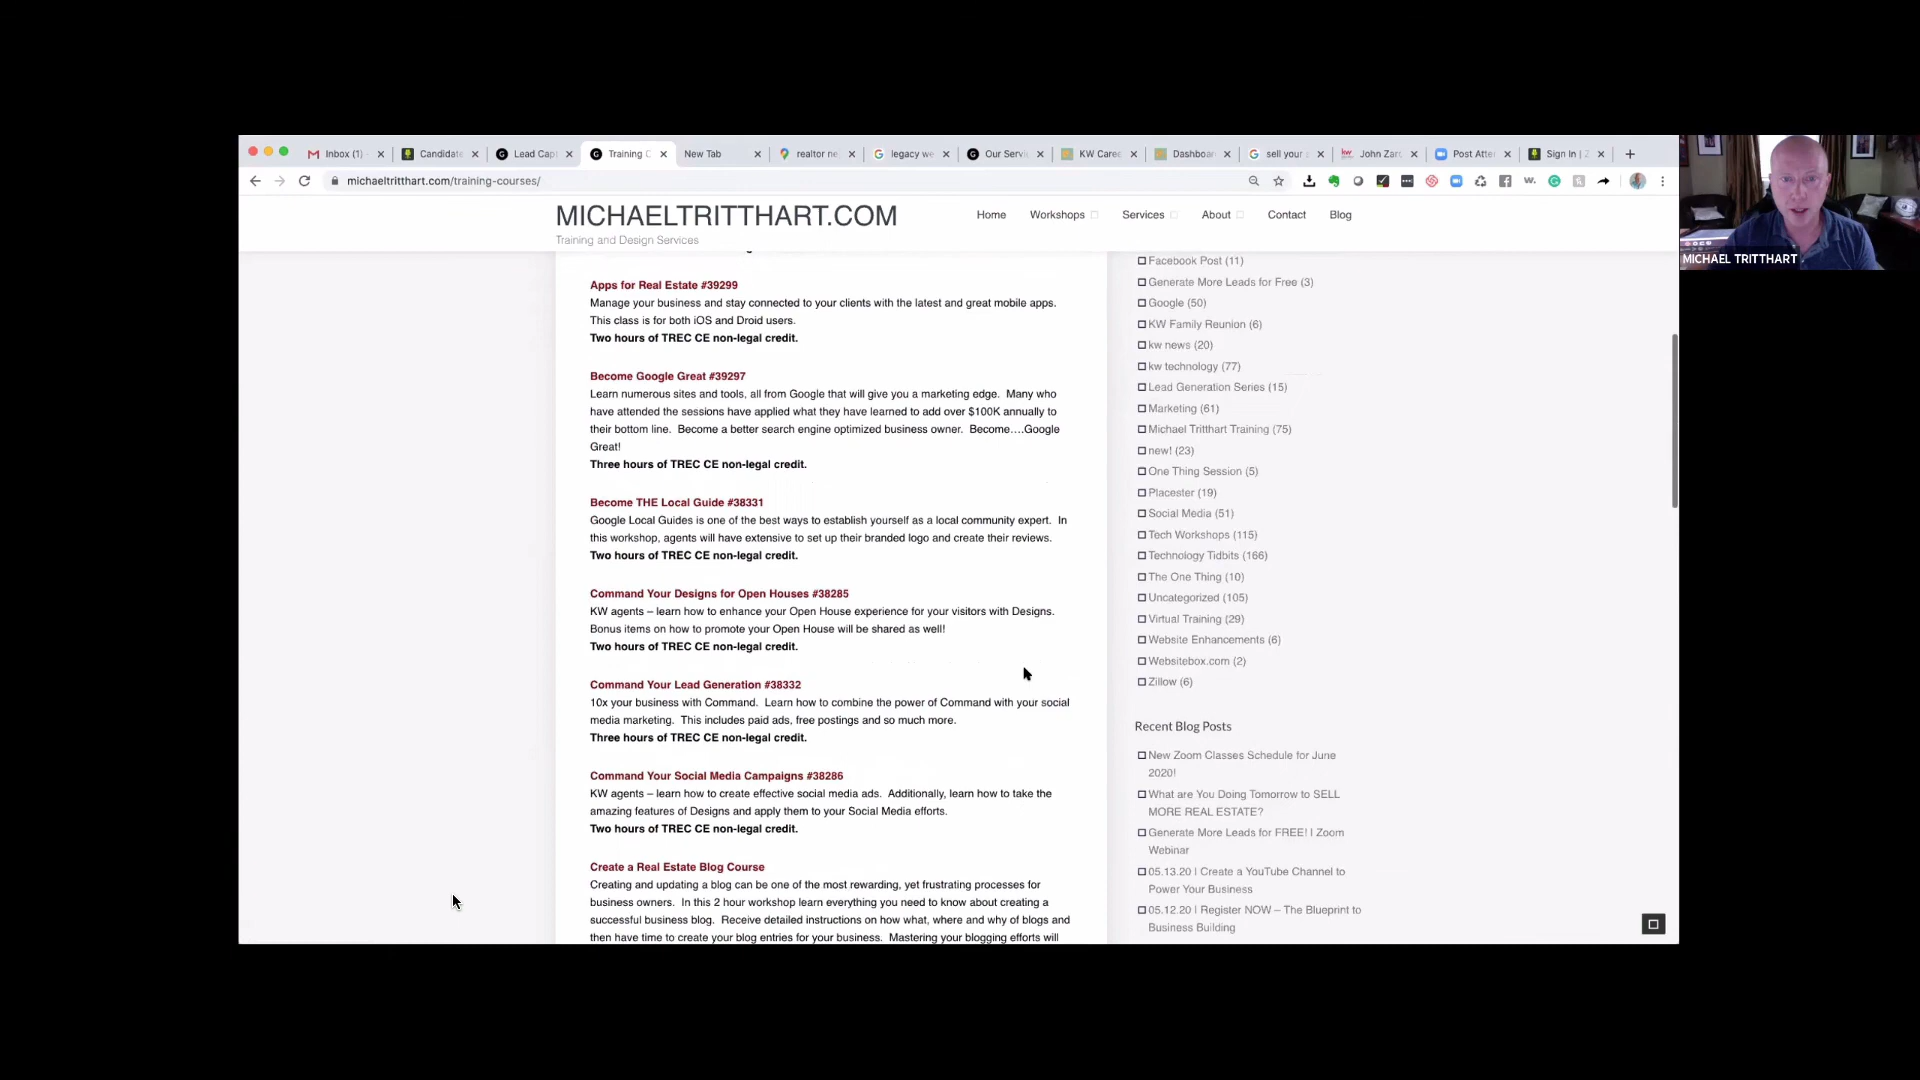 Inbox (1)
Candidate
Lead Cap
Training C
New Tab
realtor ne
legacy we
Our Servi
KW Caree
Dashboar
sell your
John Zarc
Post Atte
Sign In | Z
michaeltritthart.com/training-courses/
MICHAELTRITTHART.COM
Training and Design Services
Home
Workshops
Services
About
Contact
Blog
MICHAEL TRITTHART
Apps for Real Estate #39299
Manage your business and stay connected to your clients with the latest and great mobile apps.
This class is for both iOS and Droid users.
Two hours of TREC CE non-legal credit.
Become Google Great #39297
Learn numerous sites and tools, all from Google that will give you a marketing edge. Many who
have attended the sessions have applied what they have learned to add over $100K annually to
their bottom line. Become a better search engine optimized business owner. Become....Google
Great!
Three hours of TREC CE non-legal credit.
Become THE Local Guide #38331
Google Local Guides is one of the best ways to establish yourself as a local community expert. In
this workshop, agents will have extensive to set up their branded logo and create their reviews.
Two hours of TREC CE non-legal credit.
Command Your Designs for Open Houses #38285
KW agents – learn how to enhance your Open House experience for your visitors with Designs.
Bonus items on how to promote your Open House will be shared as well!
Two hours of TREC CE non-legal credit.
Command Your Lead Generation #38332
10x your business with Command. Learn how to combine the power of Command with your social
media marketing. This includes paid ads, free postings and so much more.
Three hours of TREC CE non-legal credit.
Command Your Social Media Campaigns #38286
KW agents – learn how to create effective social media ads. Additionally, learn how to take the
amazing features of Designs and apply them to your Social Media efforts.
Two hours of TREC CE non-legal credit.
Create a Real Estate Blog Course
Creating and updating a blog can be one of the most rewarding, yet frustrating processes for
business owners. In this 2 hour workshop learn everything you need to know about creating a
successful business blog. Receive detailed instructions on how what, where and why of blogs and
then have time to create your blog entries for your business. Mastering your blogging efforts will
Facebook Post (11)
Generate More Leads for Free (3)
Google (50)
KW Family Reunion (6)
kw news (20)
kw technology (77)
Lead Generation Series (15)
Marketing (61)
Michael Tritthart Training (75)
new! (23)
One Thing Session (5)
Placester (19)
Social Media (51)
Tech Workshops (115)
Technology Tidbits (166)
The One Thing (10)
Uncategorized (105)
Virtual Training (29)
Website Enhancements (6)
Websitebox.com (2)
Zillow (6)
Recent Blog Posts
New Zoom Classes Schedule for June
2020!
What are You Doing Tomorrow to SELL
MORE REAL ESTATE?
Generate More Leads for FREE! | Zoom
Webinar
05.13.20 | Create a YouTube Channel to
Power Your Business
05.12.20 | Register NOW – The Blueprint to
Business Building